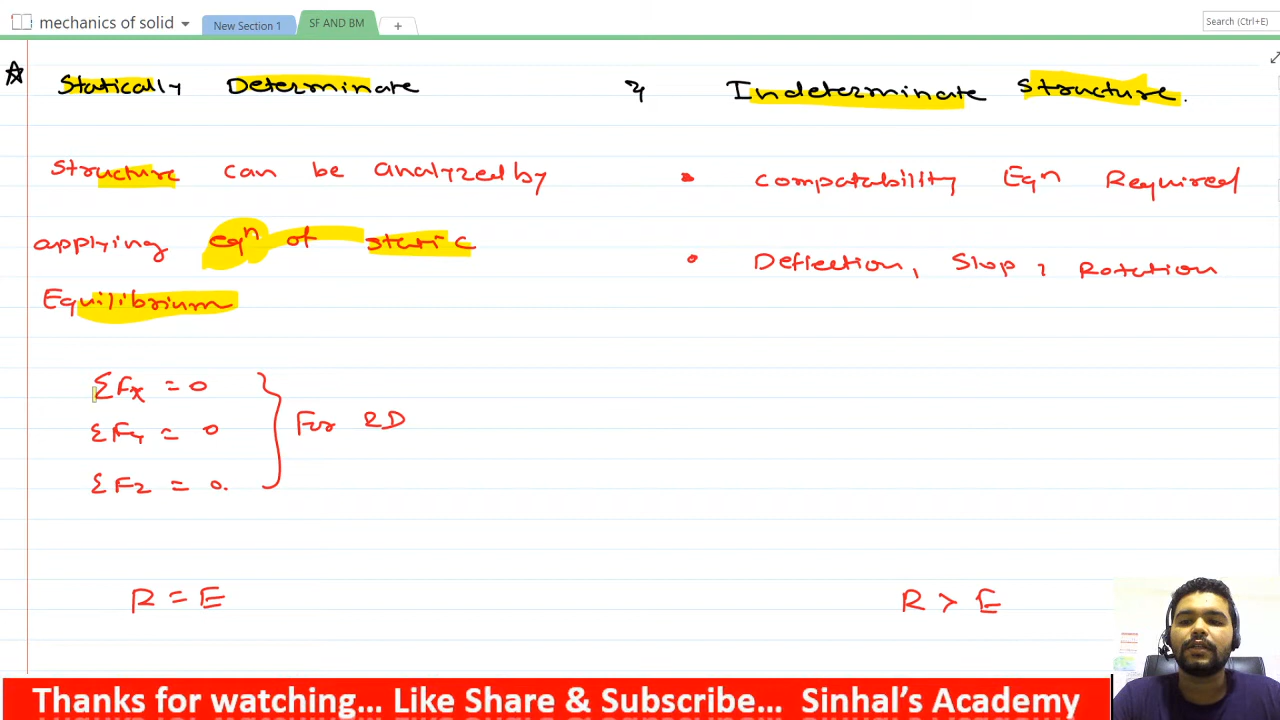 mechanics of solid
New Section 1
SF AND BM
+
Search (Ctrl+E)
Statically Determinate & Indeterminate Structure.
Structure can be analyzed by
applying eqn of static
Equilibrium
• compatability Eqn Required
• Deflection, Slop, Rotation
ΣFx = 0
ΣFy = 0
ΣFz = 0.
For 2D
R = E
R > E
Thanks for watching... Like Share & Subscribe... Sinhal's Academy